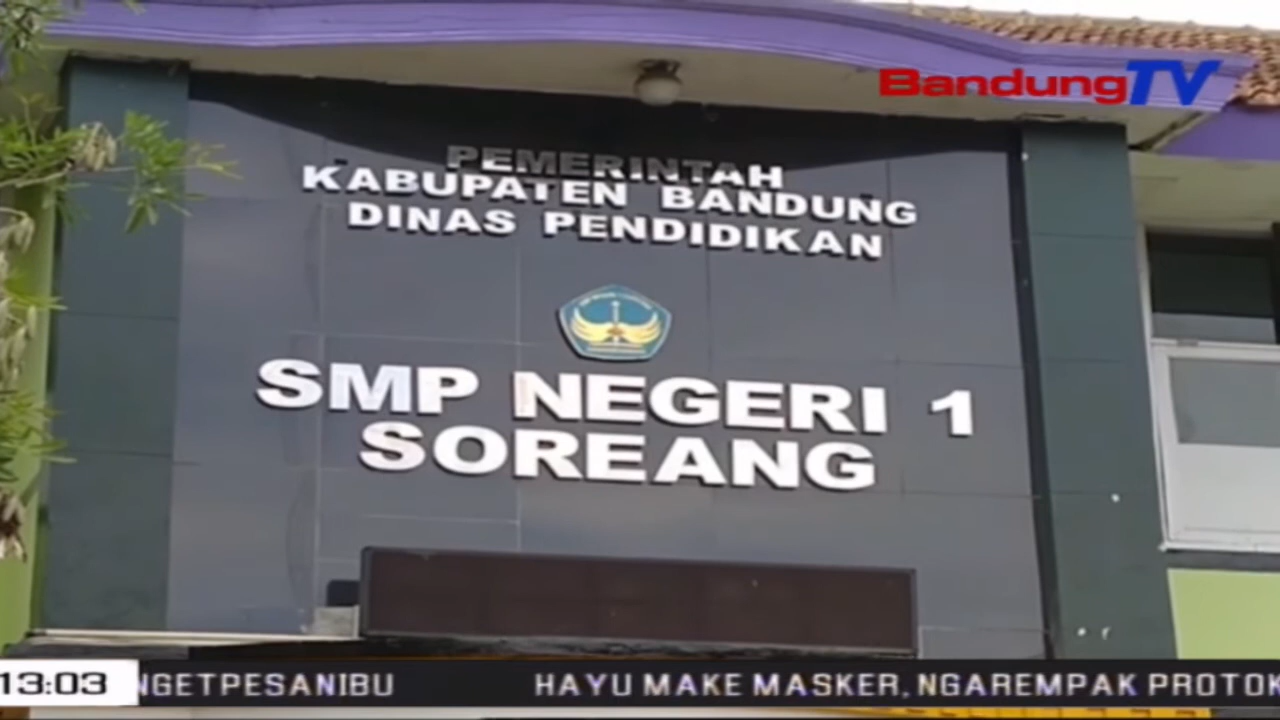 BandungTV
PEMERINTAH
KABUPATEN BANDUNG
DINAS PENDIDIKAN
SMP NEGERI 1
SOREANG
13:03 NGETPESANIBU HAYU MAKE MASKER, NGAREMPAK PROTOK